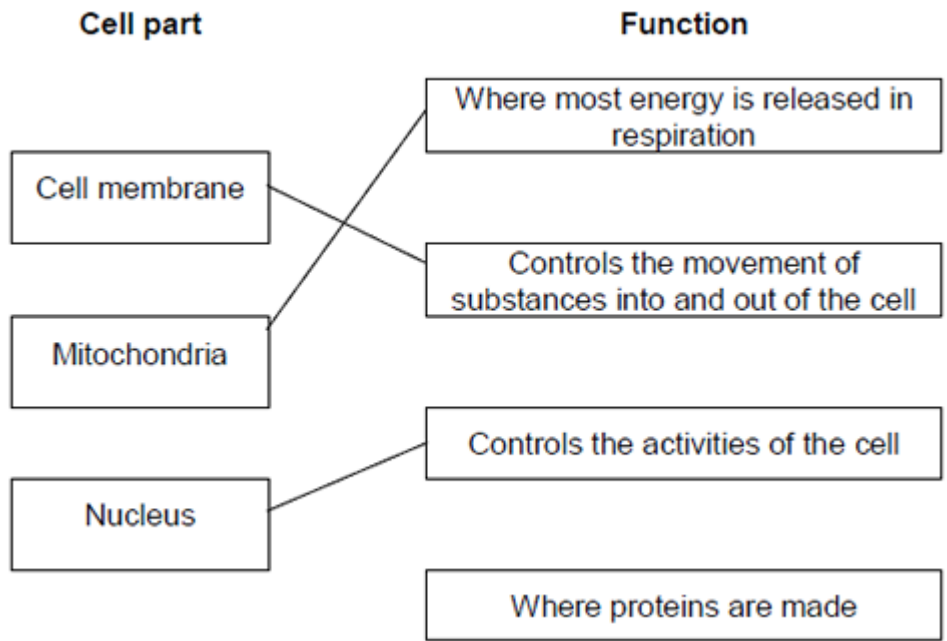 Cell part
Function
Where most energy is released in
respiration
Cell membrane
Controls the movement of
substances into and out of the cell
Mitochondria
Controls the activities of the cell
Nucleus
Where proteins are made